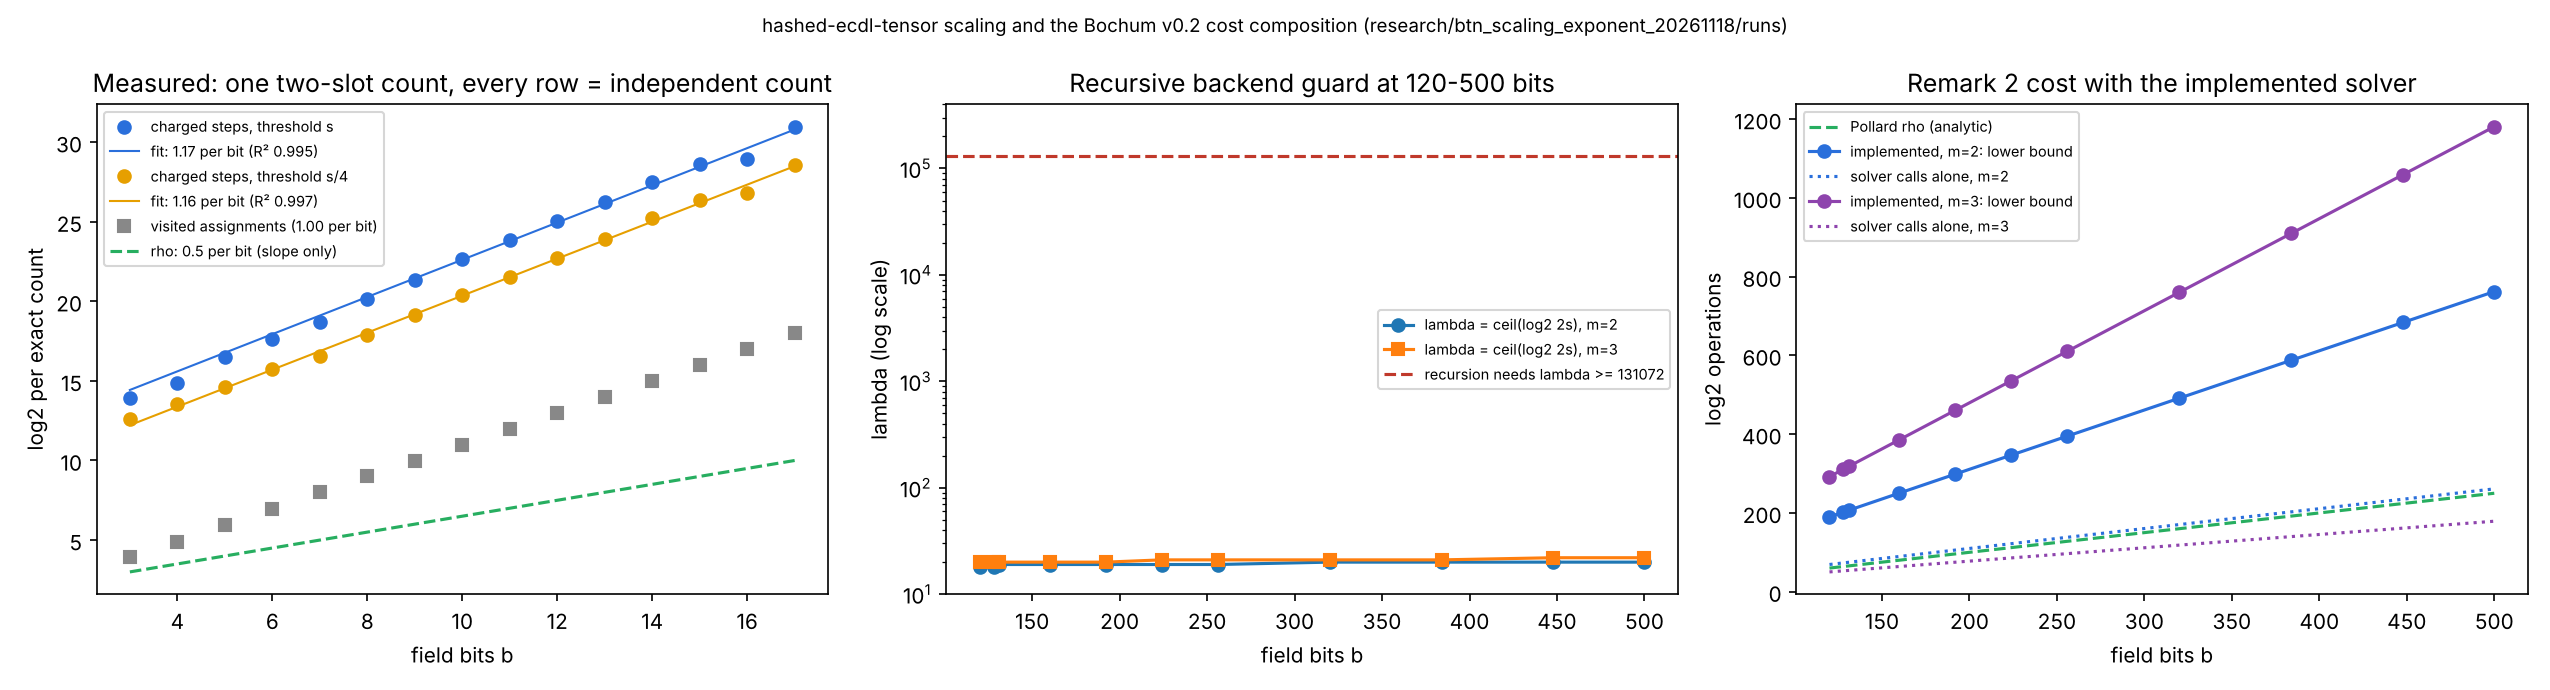 hashed-ecdl-tensor scaling and the Bochum v0.2 cost composition (research/btn_scaling_exponent_20261118/runs)
Measured: one two-slot count, every row = independent count
charged steps, threshold s
fit: 1.17 per bit (R² 0.995)
charged steps, threshold s/4
fit: 1.16 per bit (R² 0.997)
visited assignments (1.00 per bit)
rho: 0.5 per bit (slope only)
log2 per exact count
30
25
20
15
10
5
4 6 8 10 12 14 16
field bits b
Recursive backend guard at 120-500 bits
lambda = ceil(log2 2s), m=2
lambda = ceil(log2 2s), m=3
recursion needs lambda >= 131072
lambda (log scale)
10⁵
10⁴
10³
10²
10¹
150 200 250 300 350 400 450 500
field bits b
Remark 2 cost with the implemented solver
Pollard rho (analytic)
implemented, m=2: lower bound
solver calls alone, m=2
implemented, m=3: lower bound
solver calls alone, m=3
log2 operations
1200
1000
800
600
400
200
0
150 200 250 300 350 400 450 500
field bits b